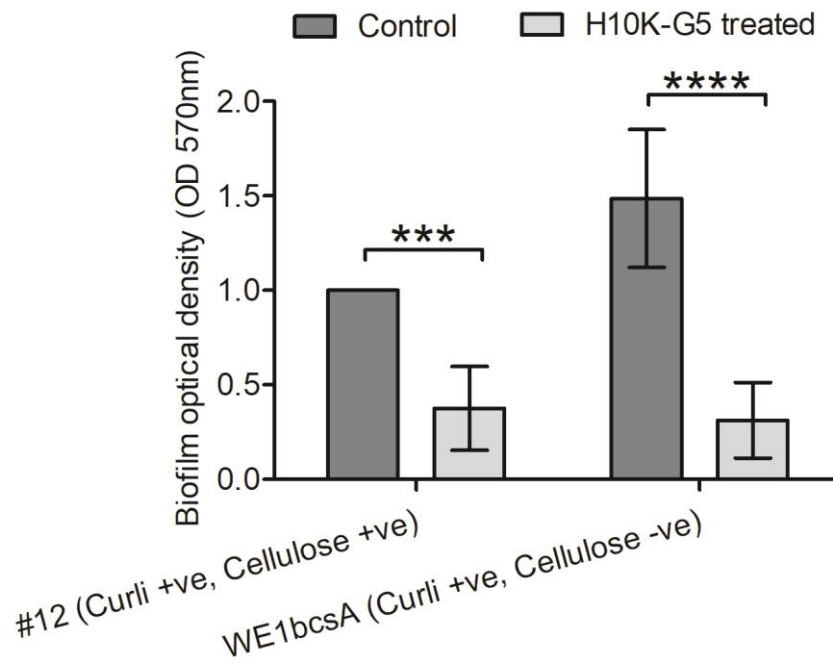 Control H10K-G5 treated
Biofilm optical density (OD 570nm)
2.0
1.5
1.0
0.5
0.0
***
****
#12 (Curli +ve, Cellulose +ve)
WE1bcsA (Curli +ve, Cellulose -ve)